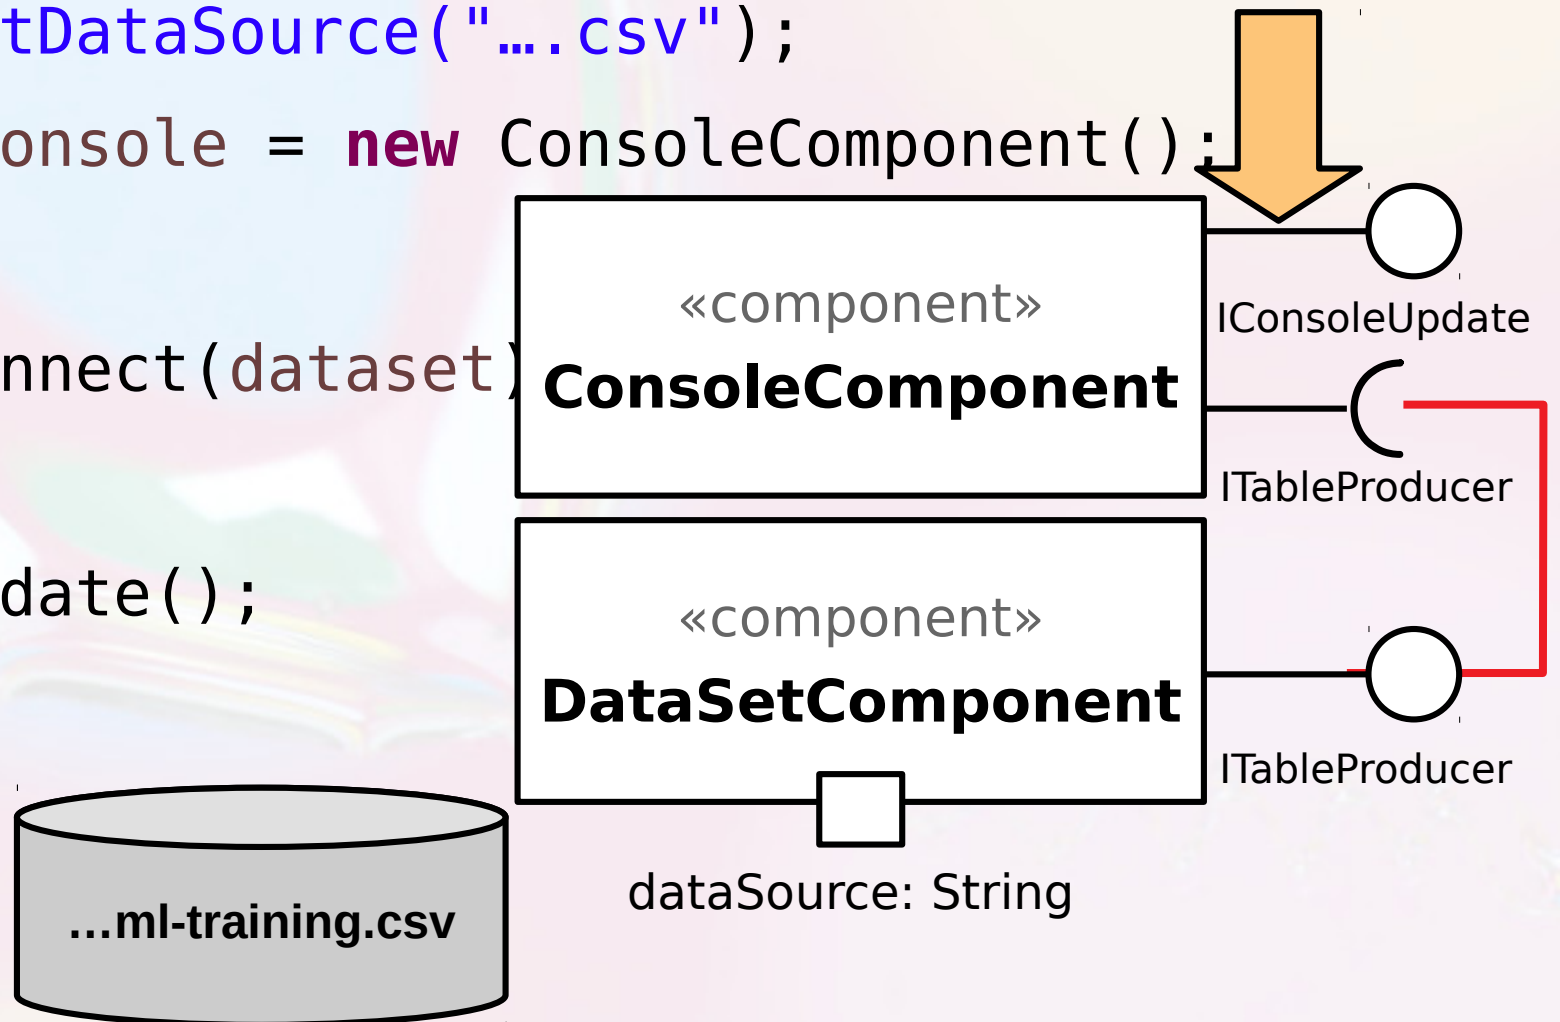 tDataSource("….csv");
onsole = new ConsoleComponent();
«component»
ConsoleComponent
IConsoleUpdate
nnect(dataset)
ITableProducer
date();
«component»
DataSetComponent
ITableProducer
dataSource: String
…ml-training.csv